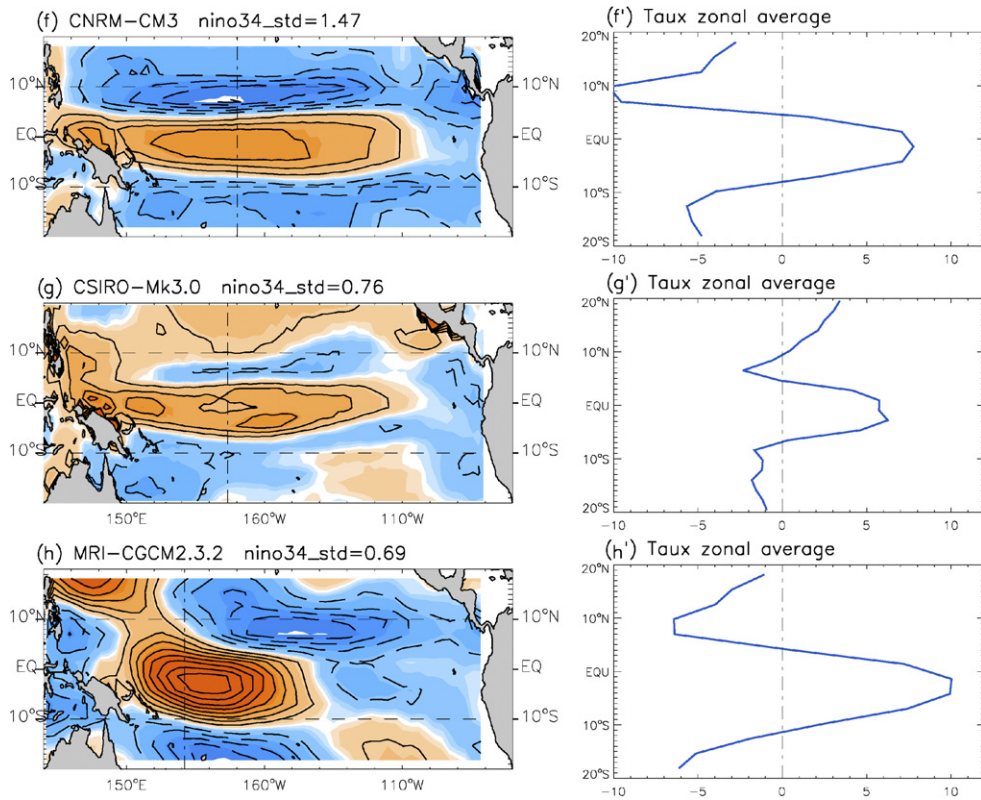 (f) CNRM-CM3 nino34_std=1.47
10°N 10°N
EQ EQ
10°S 10°S
(f') Taux zonal average
20°N
10°N
EQU
10°S
20°S
-10 -5 0 5 10
(g) CSIRO-Mk3.0 nino34_std=0.76
10°N 10°N
EQ EQ
10°S 10°S
150°E 160°W 110°W
(g') Taux zonal average
20°N
10°N
EQU
10°S
20°S
-10 -5 0 5 10
(h) MRI-CGCM2.3.2 nino34_std=0.69
10°N 10°N
EQ EQ
10°S 10°S
150°E 160°W 110°W
(h') Taux zonal average
20°N
10°N
EQU
10°S
20°S
-10 -5 0 5 10